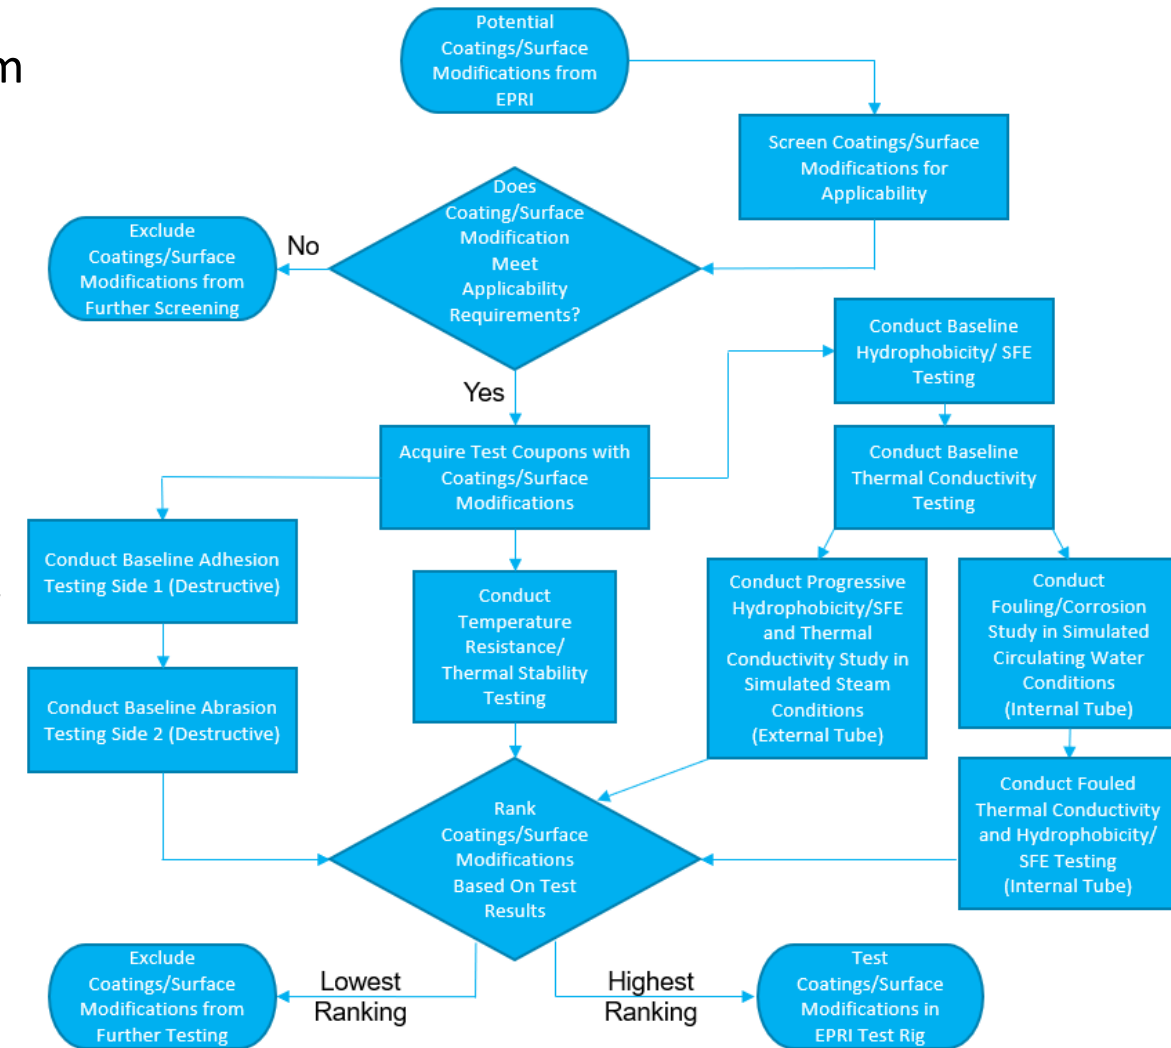 m
Potential
Coatings/Surface
Modifications from
EPRI
Screen Coatings/Surface
Modifications for
Applicability
Does
Coating/Surface
Modification
Meet
Applicability
Requirements?
No
Exclude
Coatings/Surface
Modifications from
Further Screening
Yes
Conduct Baseline
Hydrophobicity/ SFE
Testing
Acquire Test Coupons with
Coatings/Surface
Modifications
Conduct Baseline
Thermal Conductivity
Testing
Conduct Baseline Adhesion
Testing Side 1 (Destructive)
Conduct
Temperature
Resistance/
Thermal Stability
Testing
Conduct Progressive
Hydrophobicity/SFE
and Thermal
Conductivity Study in
Simulated Steam
Conditions
(External Tube)
Conduct
Fouling/Corrosion
Study in Simulated
Circulating Water
Conditions
(Internal Tube)
Conduct Baseline Abrasion
Testing Side 2 (Destructive)
Conduct Fouled
Thermal Conductivity
and Hydrophobicity/
SFE Testing
(Internal Tube)
Rank
Coatings/Surface
Modifications
Based On Test
Results
Lowest
Ranking
Highest
Ranking
Exclude
Coatings/Surface
Modifications from
Further Testing
Test
Coatings/Surface
Modifications in
EPRI Test Rig